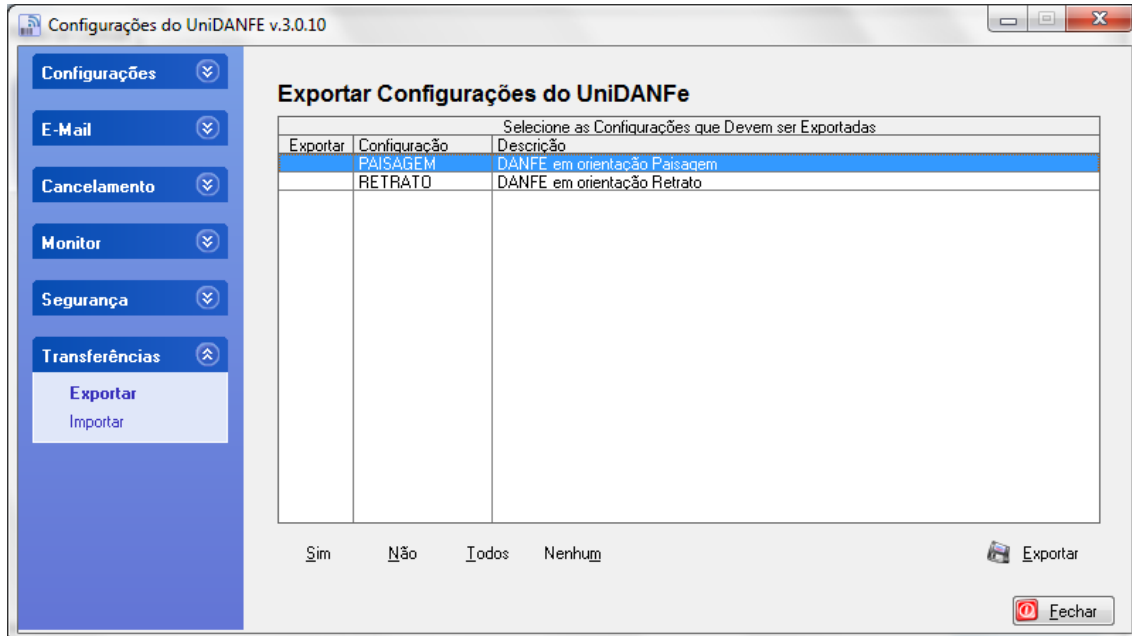 Configurações do UniDANFE v.3.0.10
Configurações
E-Mail
Cancelamento
Monitor
Segurança
Transferências
Exportar
Importar
Exportar Configurações do UniDANFe
Selecione as Configurações que Devem ser Exportadas
Exportar Configuração Descrição
PAISAGEM DANFE em orientação Paisagem
RETRATO DANFE em orientação Retrato
Sim Não Todos Nenhum Exportar
Fechar